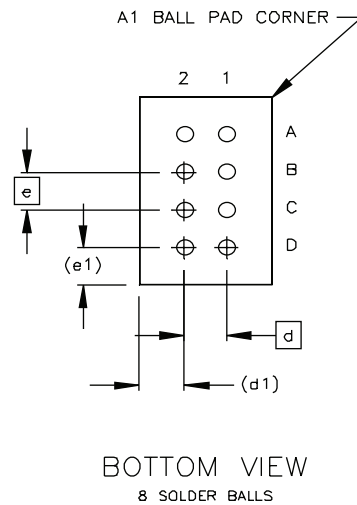 A1 BALL PAD CORNER
2 1
A
B
e
C
D
(e1)
d
(d1)
BOTTOM VIEW
8 SOLDER BALLS